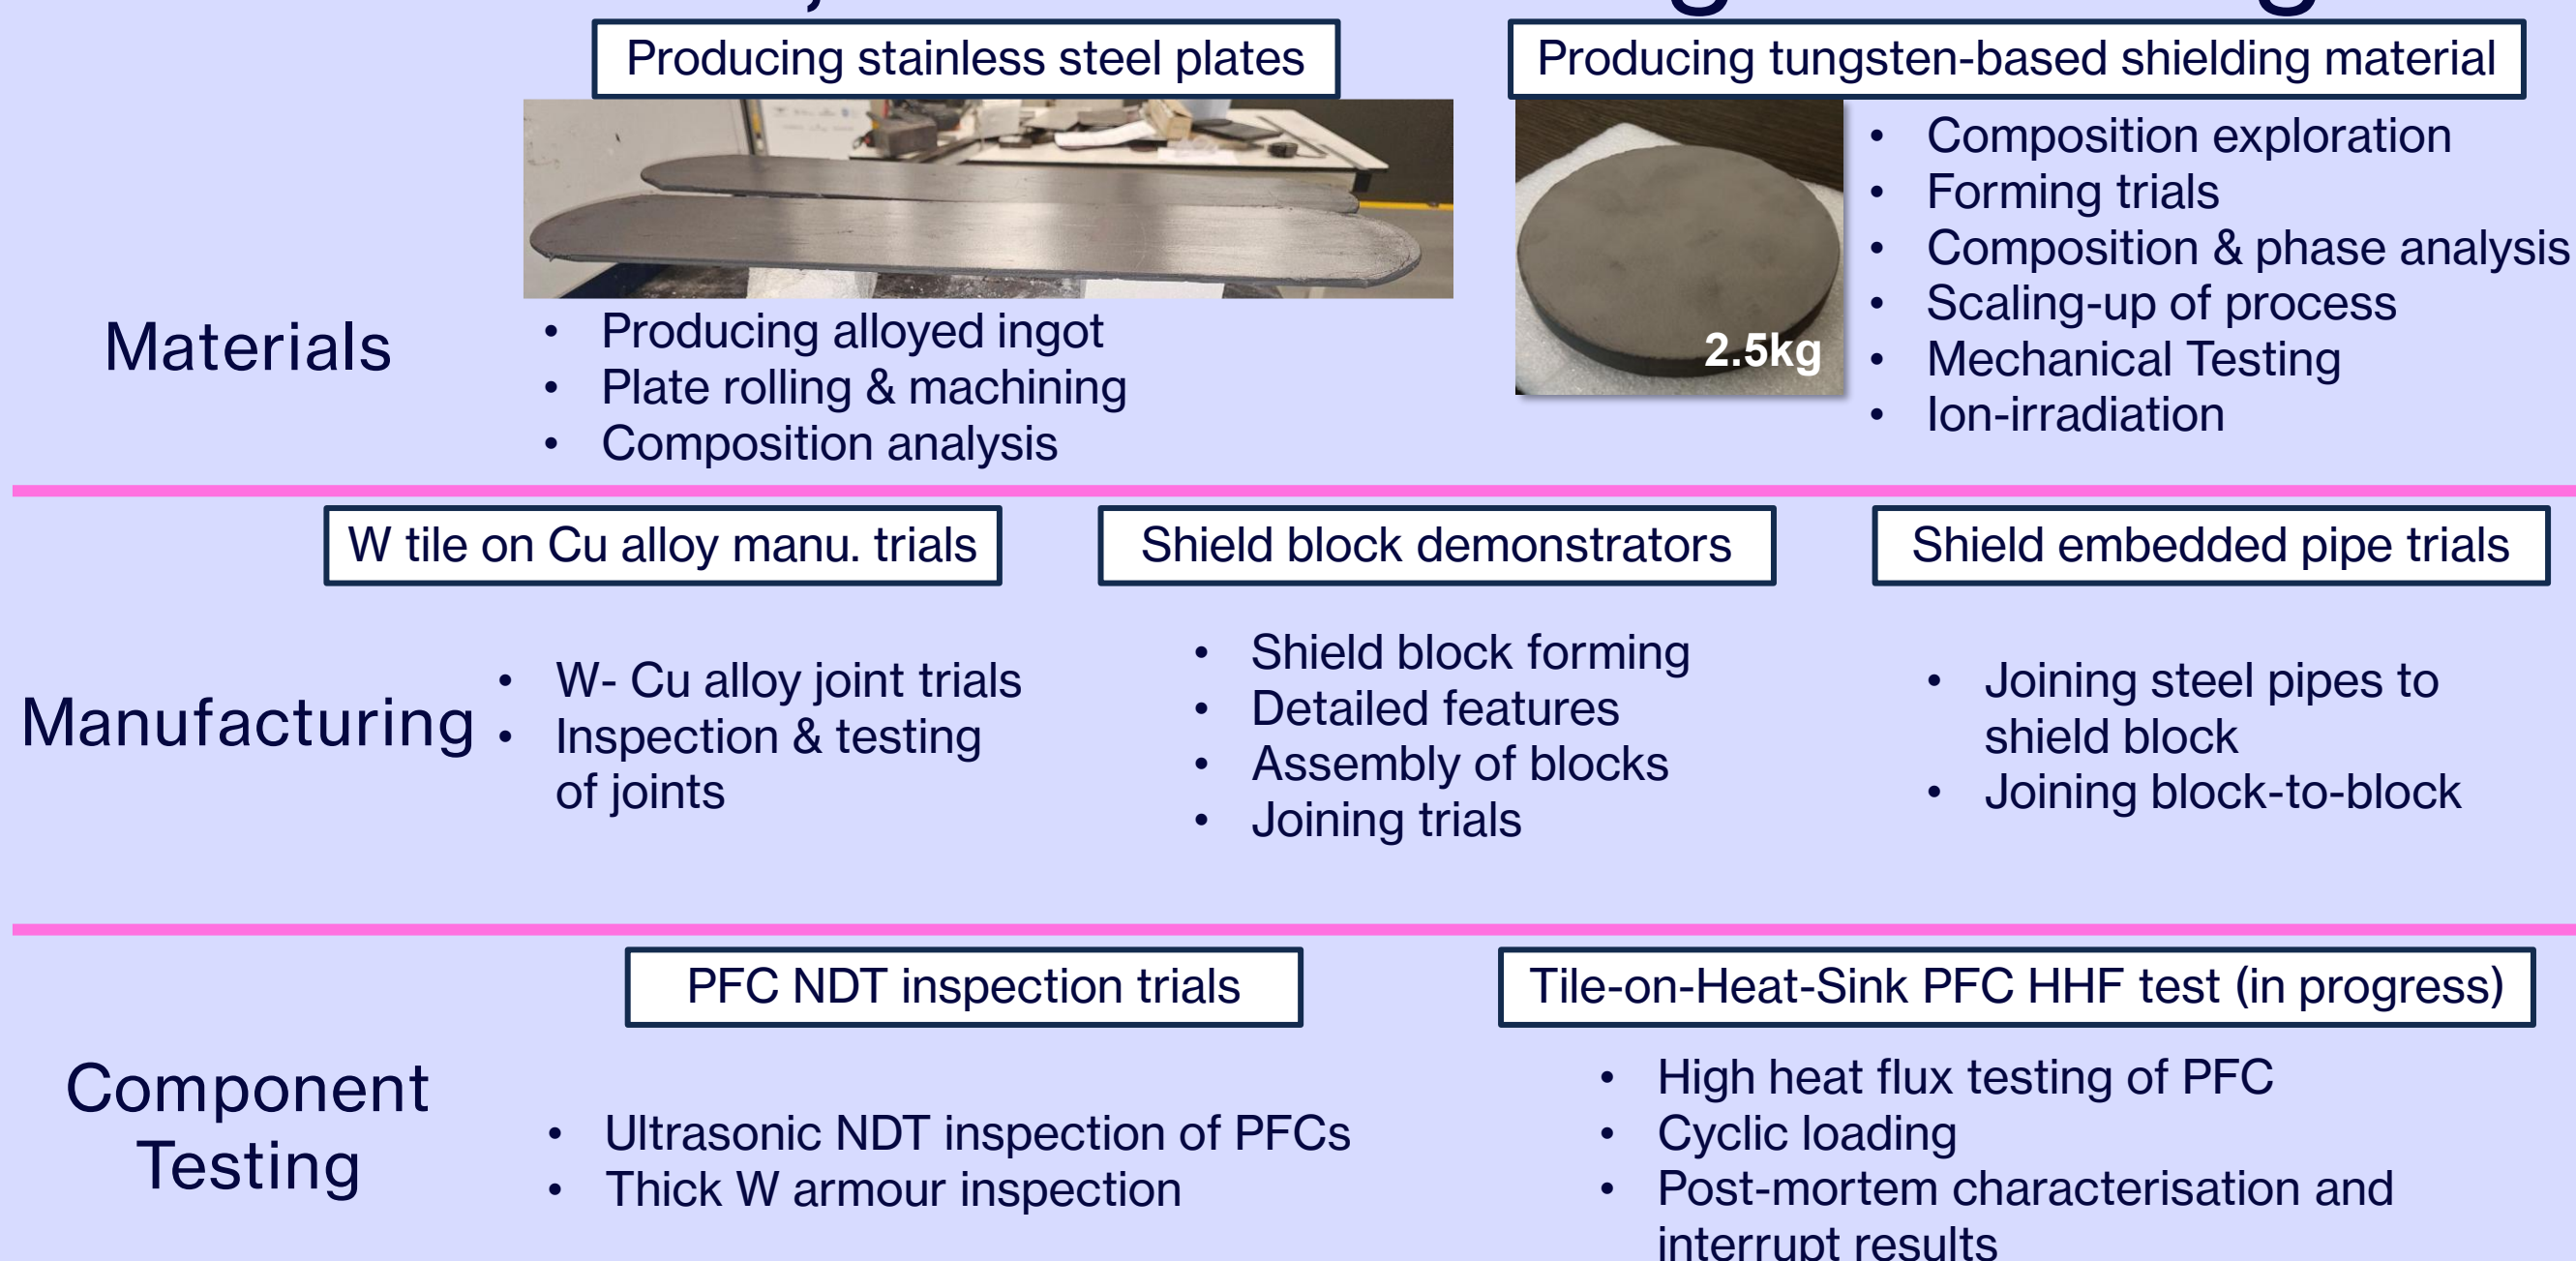 Producing stainless steel plates
Producing tungsten-based shielding material
Materials
• Producing alloyed ingot
• Plate rolling & machining
• Composition analysis
2.5kg
• Composition exploration
• Forming trials
• Composition & phase analysis
• Scaling-up of process
• Mechanical Testing
• Ion-irradiation
W tile on Cu alloy manu. trials
Shield block demonstrators
Shield embedded pipe trials
Manufacturing
• W- Cu alloy joint trials
• Inspection & testing
of joints
• Shield block forming
• Detailed features
• Assembly of blocks
• Joining trials
• Joining steel pipes to
shield block
• Joining block-to-block
PFC NDT inspection trials
Tile-on-Heat-Sink PFC HHF test (in progress)
Component
Testing
• Ultrasonic NDT inspection of PFCs
• Thick W armour inspection
• High heat flux testing of PFC
• Cyclic loading
• Post-mortem characterisation and
interrupt results